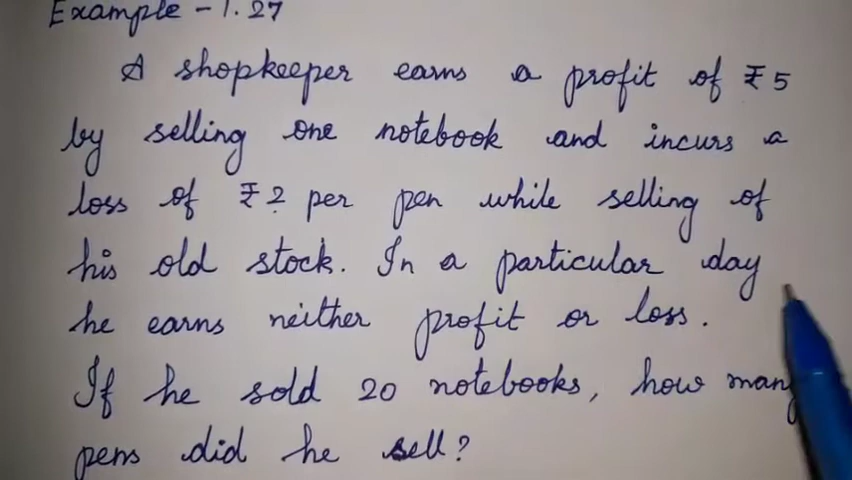 Example - 1.27
A shopkeeper earns a profit of ₹5
by selling one notebook and incurs a
loss of ₹2 per pen while selling of
his old stock. In a particular day
he earns neither profit or loss.
If he sold 20 notebooks, how many
pens did he sell?